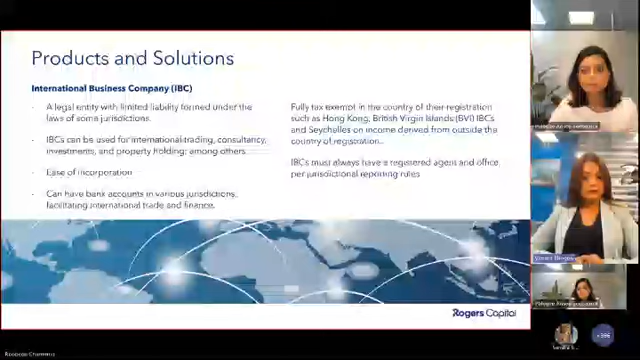 Products and Solutions
International Business Company (IBC)
- A legal entity with limited liability formed under the
laws of some jurisdictions.
- IBCs can be used for international trading, consultancy,
investments, and property holding; among others
- Ease of incorporation
- Can have bank accounts in various jurisdictions,
facilitating international trade and finance.
Fully tax exempt in the country of their registration
such as Hong Kong, British Virgin Islands (BVI) IBCs
and Seychelles on income derived from outside the
country of registration.
IBCs must always have a registered agent and office,
per jurisdictional reporting rules
Rogers Capital